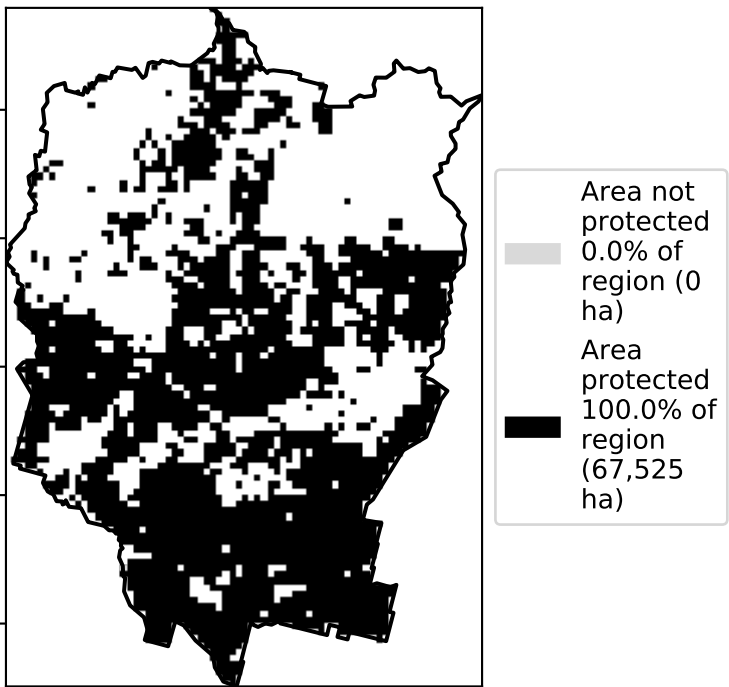 Area not
protected
0.0% of
region (0
ha)
Area
protected
100.0% of
region
(67,525
ha)